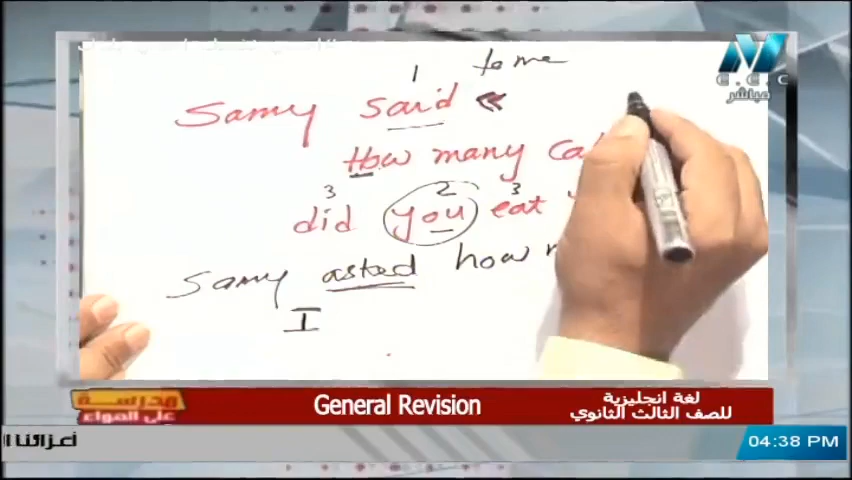 to me
1
Samy said «
How many
3 2 3
did you eat
Samy asked how
I
E.E.C
مباشر
مدرسة
على الهواء
General Revision
لغة انجليزية
للصف الثالث الثانوي
04:38 PM